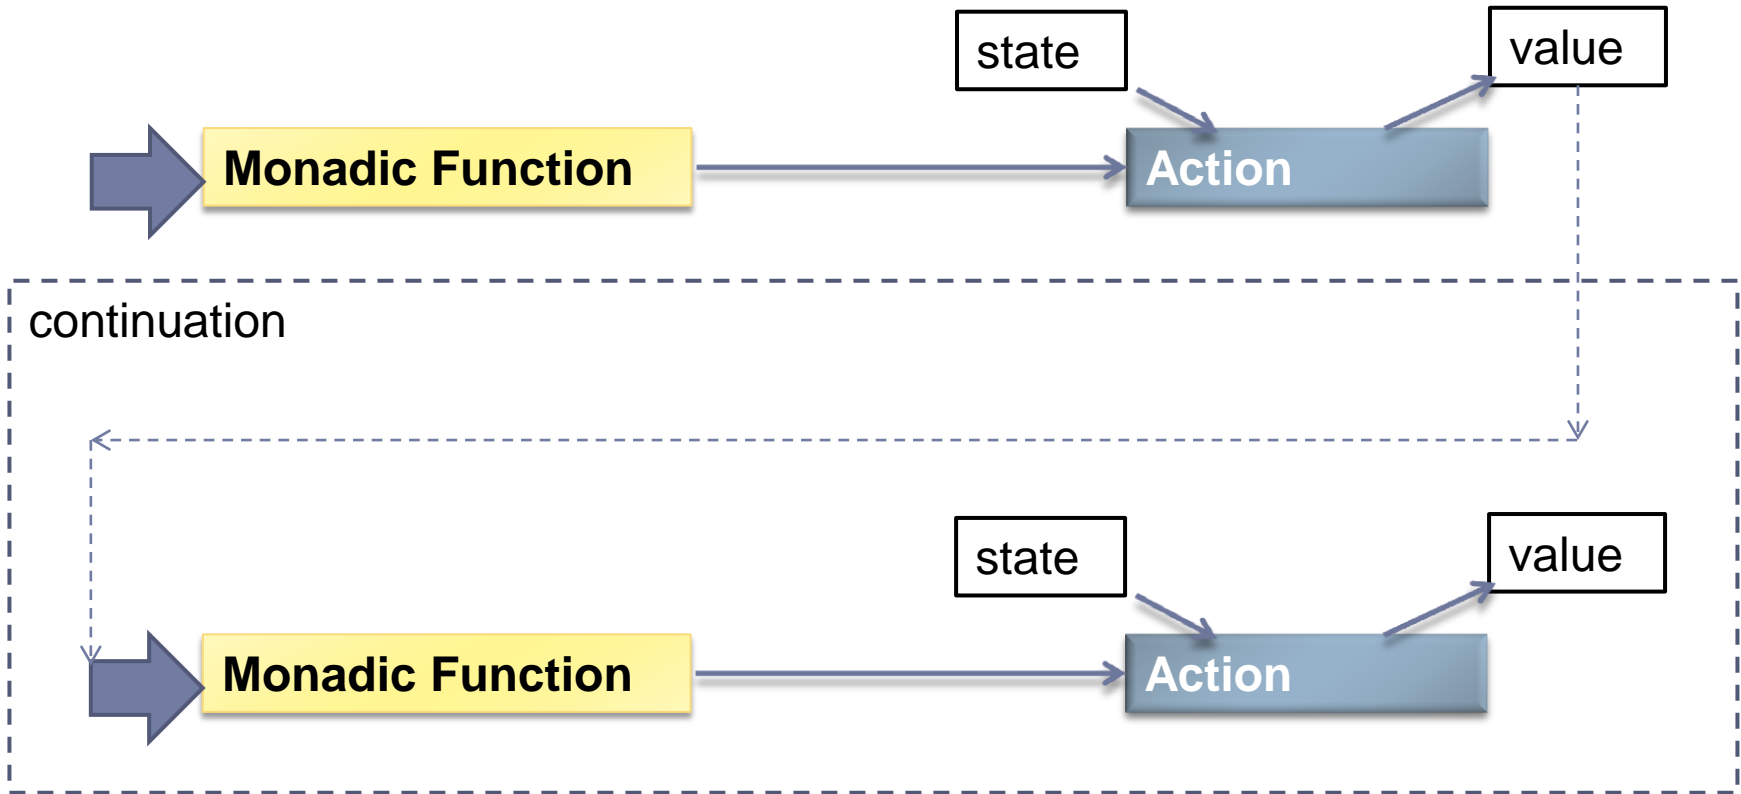 state
value
Monadic Function
Action
continuation
state
value
Monadic Function
Action